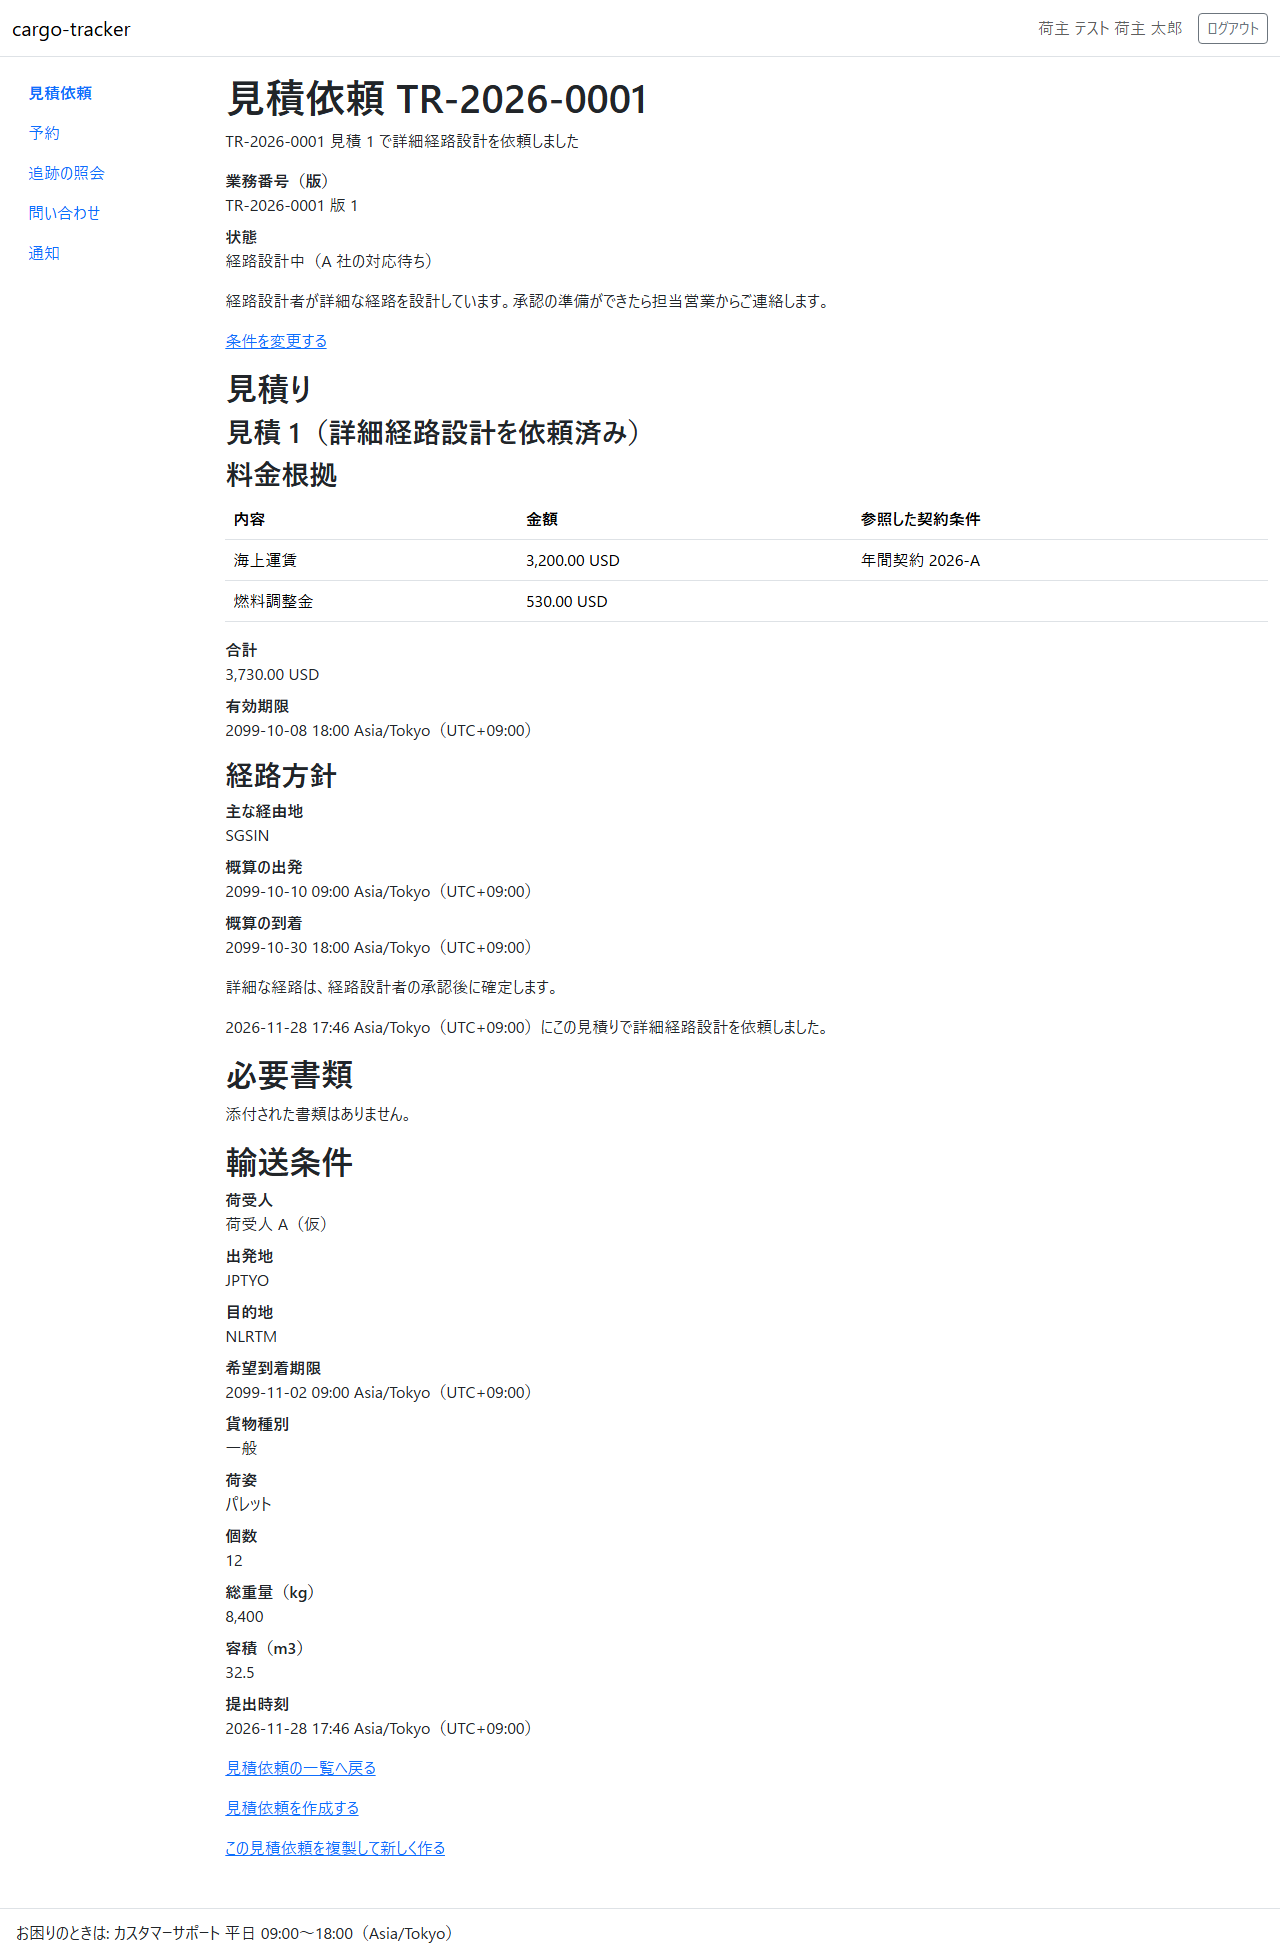 cargo-tracker
荷主 テスト 荷主 太郎
ログアウト
見積依頼
予約
追跡の照会
問い合わせ
通知
見積依頼 TR-2026-0001
TR-2026-0001 見積 1 で詳細経路設計を依頼しました
業務番号（版）
TR-2026-0001 版 1
状態
経路設計中（A 社の対応待ち）
経路設計者が詳細な経路を設計しています。承認の準備ができたら担当営業からご連絡します。
条件を変更する
見積り
見積 1（詳細経路設計を依頼済み）
料金根拠
内容 金額 参照した契約条件
海上運賃 3,200.00 USD 年間契約 2026-A
燃料調整金 530.00 USD
合計
3,730.00 USD
有効期限
2099-10-08 18:00 Asia/Tokyo（UTC+09:00）
経路方針
主な経由地
SGSIN
概算の出発
2099-10-10 09:00 Asia/Tokyo（UTC+09:00）
概算の到着
2099-10-30 18:00 Asia/Tokyo（UTC+09:00）
詳細な経路は、経路設計者の承認後に確定します。
2026-11-28 17:46 Asia/Tokyo（UTC+09:00）にこの見積りで詳細経路設計を依頼しました。
必要書類
添付された書類はありません。
輸送条件
荷受人
荷受人 A（仮）
出発地
JPTYO
目的地
NLRTM
希望到着期限
2099-11-02 09:00 Asia/Tokyo（UTC+09:00）
貨物種別
一般
荷姿
パレット
個数
12
総重量（kg）
8,400
容積（m3）
32.5
提出時刻
2026-11-28 17:46 Asia/Tokyo（UTC+09:00）
見積依頼の一覧へ戻る
見積依頼を作成する
この見積依頼を複製して新しく作る
お困りのときは: カスタマーサポート 平日 09:00～18:00（Asia/Tokyo）